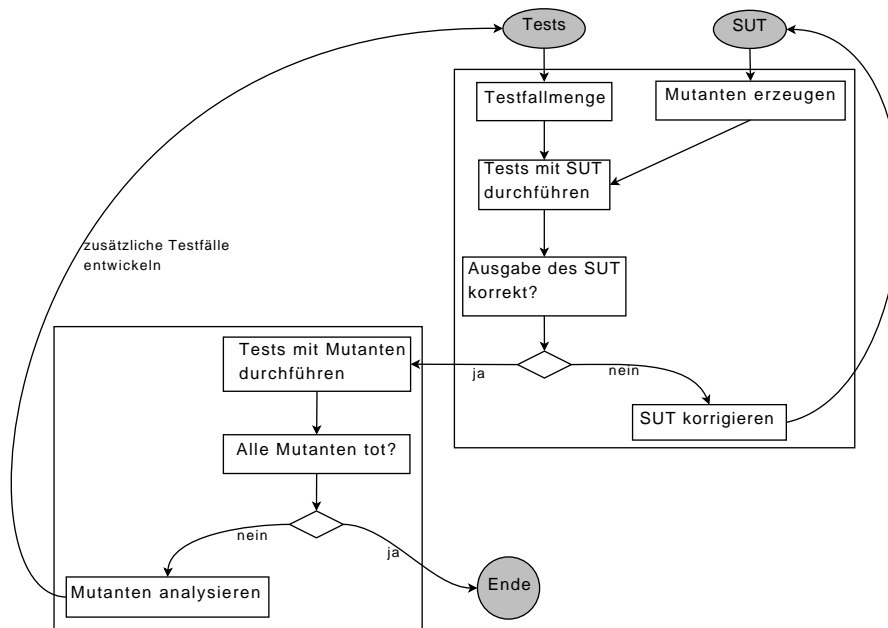 Tests
SUT
Testfallmenge
Mutanten erzeugen
Tests mit SUT
durchführen
zusätzliche Testfälle
entwickeln
Ausgabe des SUT
korrekt?
Tests mit Mutanten
durchführen
ja
nein
SUT korrigieren
Alle Mutanten tot?
nein
ja
Mutanten analysieren
Ende